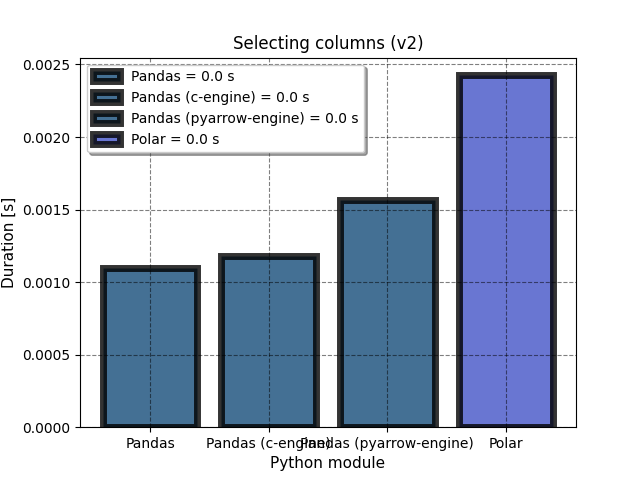 Selecting columns (v2)
Pandas = 0.0 s
Pandas (c-engine) = 0.0 s
Pandas (pyarrow-engine) = 0.0 s
Polar = 0.0 s
0.0025
0.0020
0.0015
0.0010
0.0005
0.0000
Duration [s]
Pandas Pandas (c-engine) Pandas (pyarrow-engine) Polar
Python module